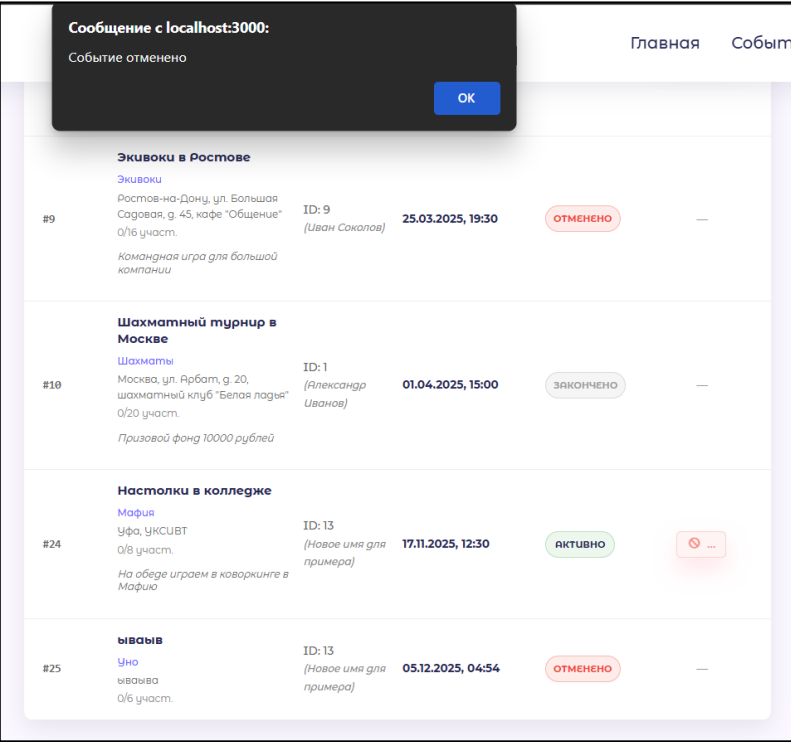 Сообщение с localhost:3000:
Событие отменено
OK
Главная Событ
Экивоки в Ростове
Экивоки
Ростов-на-Дону, ул. Большая
Садовая, д. 45, кафе "Общение"
0/16 участ.
Командная игра для большой
компании
#9
ID: 9
(Иван Соколов)
25.03.2025, 19:30
ОТМЕНЕНО
—
Шахматный турнир в
Москве
Шахматы
Москва, ул. Арбат, д. 20,
шахматный клуб "Белая ладья"
0/20 участ.
Призовой фонд 10000 рублей
#10
ID: 1
(Александр
Иванов)
01.04.2025, 15:00
ЗАКОНЧЕНО
—
Настолки в колледже
Мафия
Уфа, УКСИВТ
0/8 участ.
На обеде играем в коворкинге в
Мафию
#24
ID: 13
(Новое имя для
примера)
17.11.2025, 12:30
АКТИВНО
...
ываыв
Уно
ываыва
0/6 участ.
#25
ID: 13
(Новое имя для
примера)
05.12.2025, 04:54
ОТМЕНЕНО
—